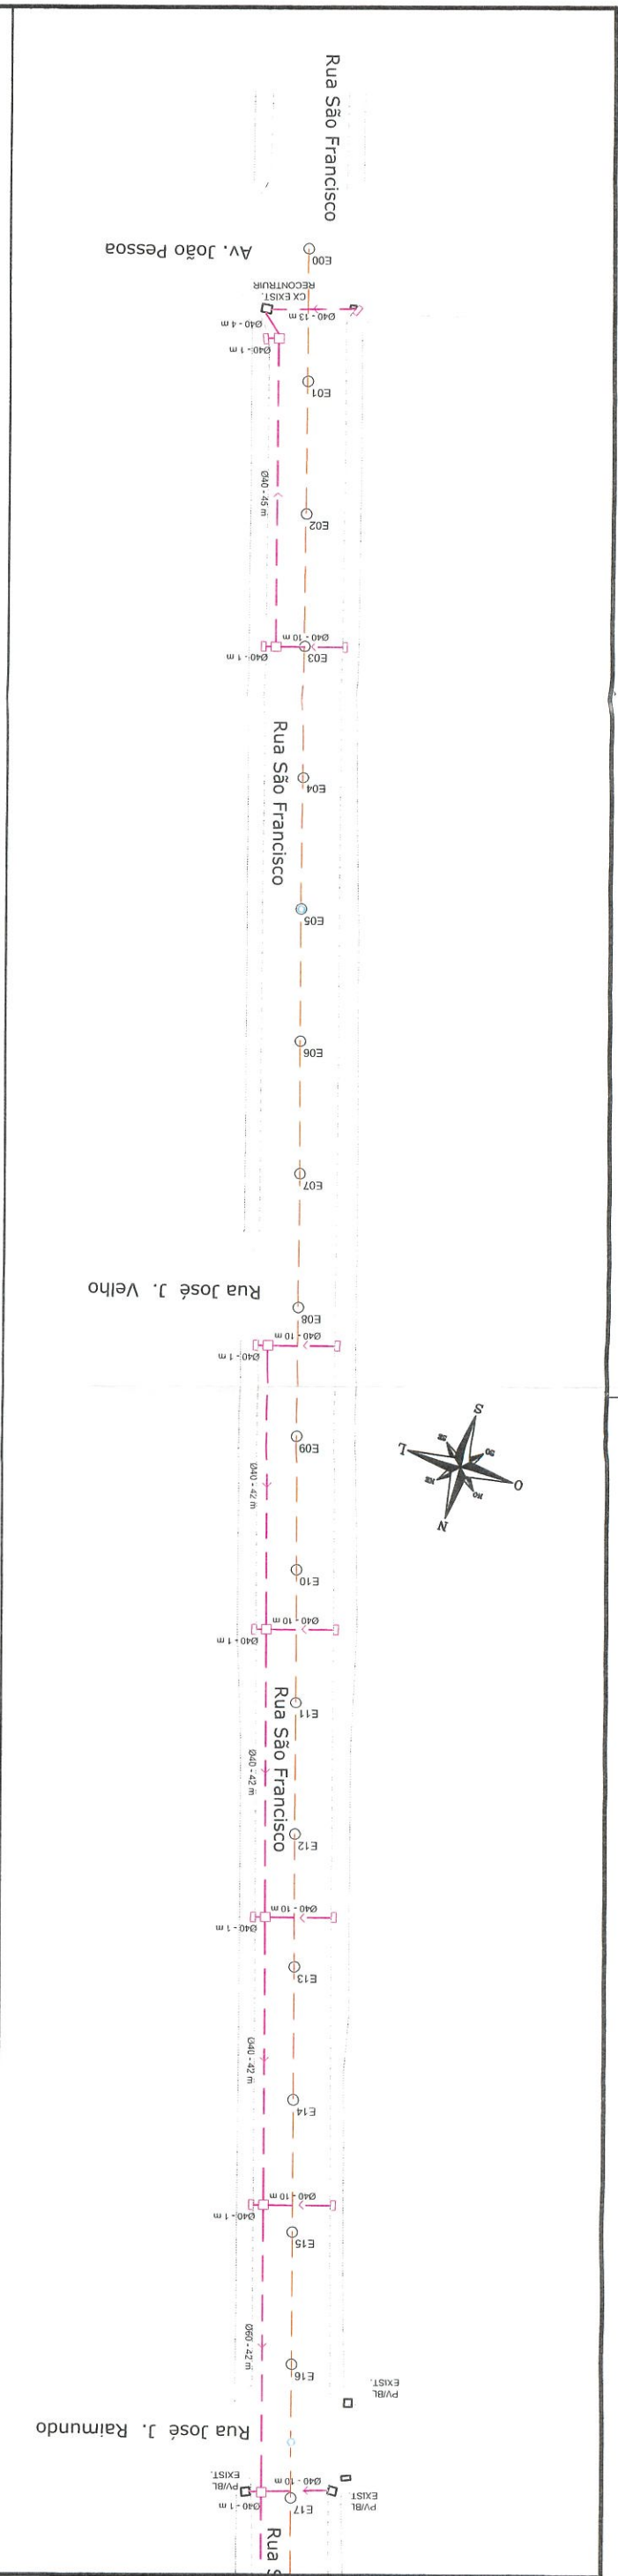 Rua São Francisco
Av. João Pessoa
E00
CX EXIST.
RECONTRUIR
Ø40 - 13 m
Ø40 - 4 m
Ø40 - 1 m
E01
Ø40 - 45 m
E02
Ø40 - 10 m
E03
Ø40 - 1 m
Rua São Francisco
E04
E05
E06
E07
Rua José J. Velho
E08
Ø40 - 10 m
Ø40 - 1 m
S
SE
SO
L
O
NE
NO
N
E09
Ø40 - 42 m
E10
Ø40 - 10 m
Ø40 - 1 m
Rua São Francisco
E11
Ø40 - 42 m
E12
Ø40 - 10 m
Ø40 - 1 m
E13
Ø40 - 42 m
E14
Ø40 - 10 m
Ø40 - 1 m
E15
Ø60 - 42 m
E16
PV/BL
EXIST.
Rua José J. Raimundo
PV/BL
EXIST.
Ø40 - 10 m
PV/BL
EXIST.
Ø40 - 1 m
E17
Rua S